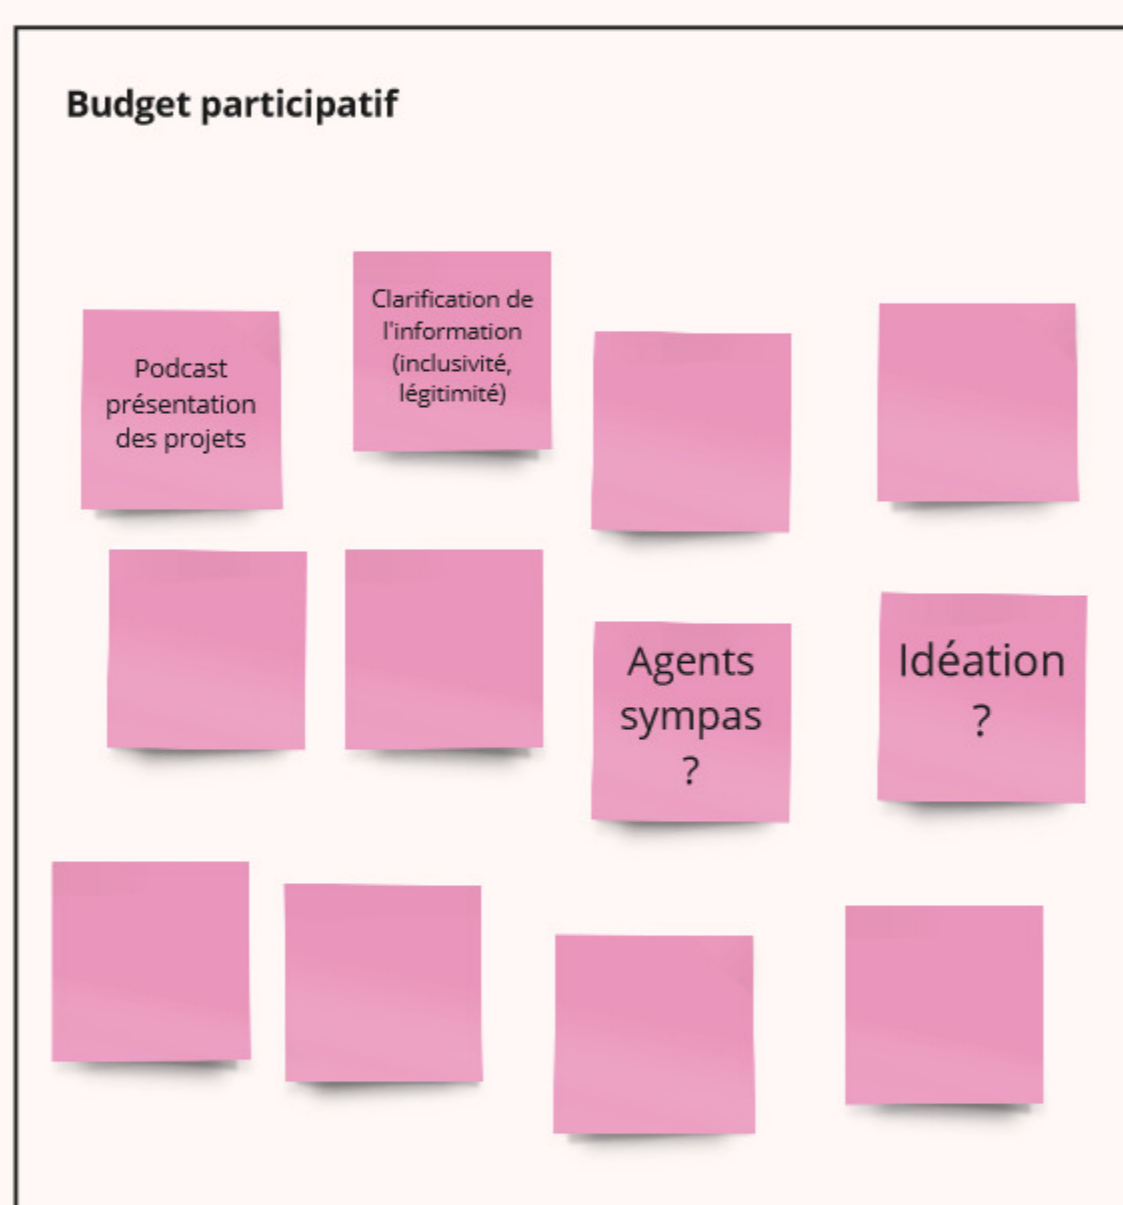 Budget participatif
Podcast
présentation
des projets
Clarification de
l'information
(inclusivité,
légitimité)
Agents
sympas
?
Idéation
?